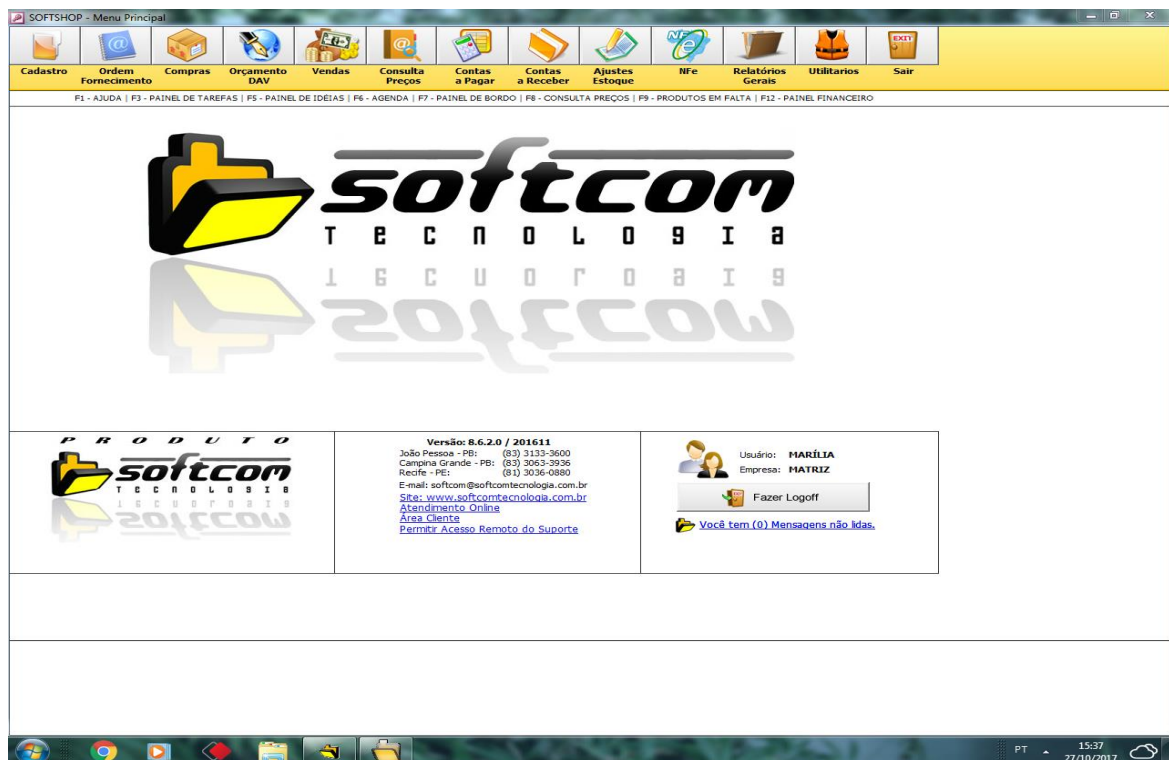 SOFTSHOP - Menu Principal
Cadastro
Ordem Fornecimento
Compras
Orçamento DAV
Vendas
Consulta Preços
Contas a Pagar
Contas a Receber
Ajustes Estoque
NFe
Relatórios Gerais
Utilitarios
EXIT
Sair
F1 - AJUDA | F3 - PAINEL DE TAREFAS | F5 - PAINEL DE IDÉIAS | F6 - AGENDA | F7 - PAINEL DE BORDO | F8 - CONSULTA PREÇOS | F9 - PRODUTOS EM FALTA | F12 - PAINEL FINANCEIRO
softcom
Tecnologia
PRODUTO
softcom
Tecnologia
Versão: 8.6.2.0 / 201611
João Pessoa - PB: (83) 3133-3600
Campina Grande - PB: (83) 3063-3936
Recife - PE: (81) 3036-0880
E-mail: softcom@softcomtecnologia.com.br
Site: www.softcomtecnologia.com.br
Atendimento Online
Área Cliente
Permitir Acesso Remoto do Suporte
Usuário: MARÍLIA
Empresa: MATRIZ
Fazer Logoff
Você tem (0) Mensagens não lidas.
PT
15:37
27/10/2017